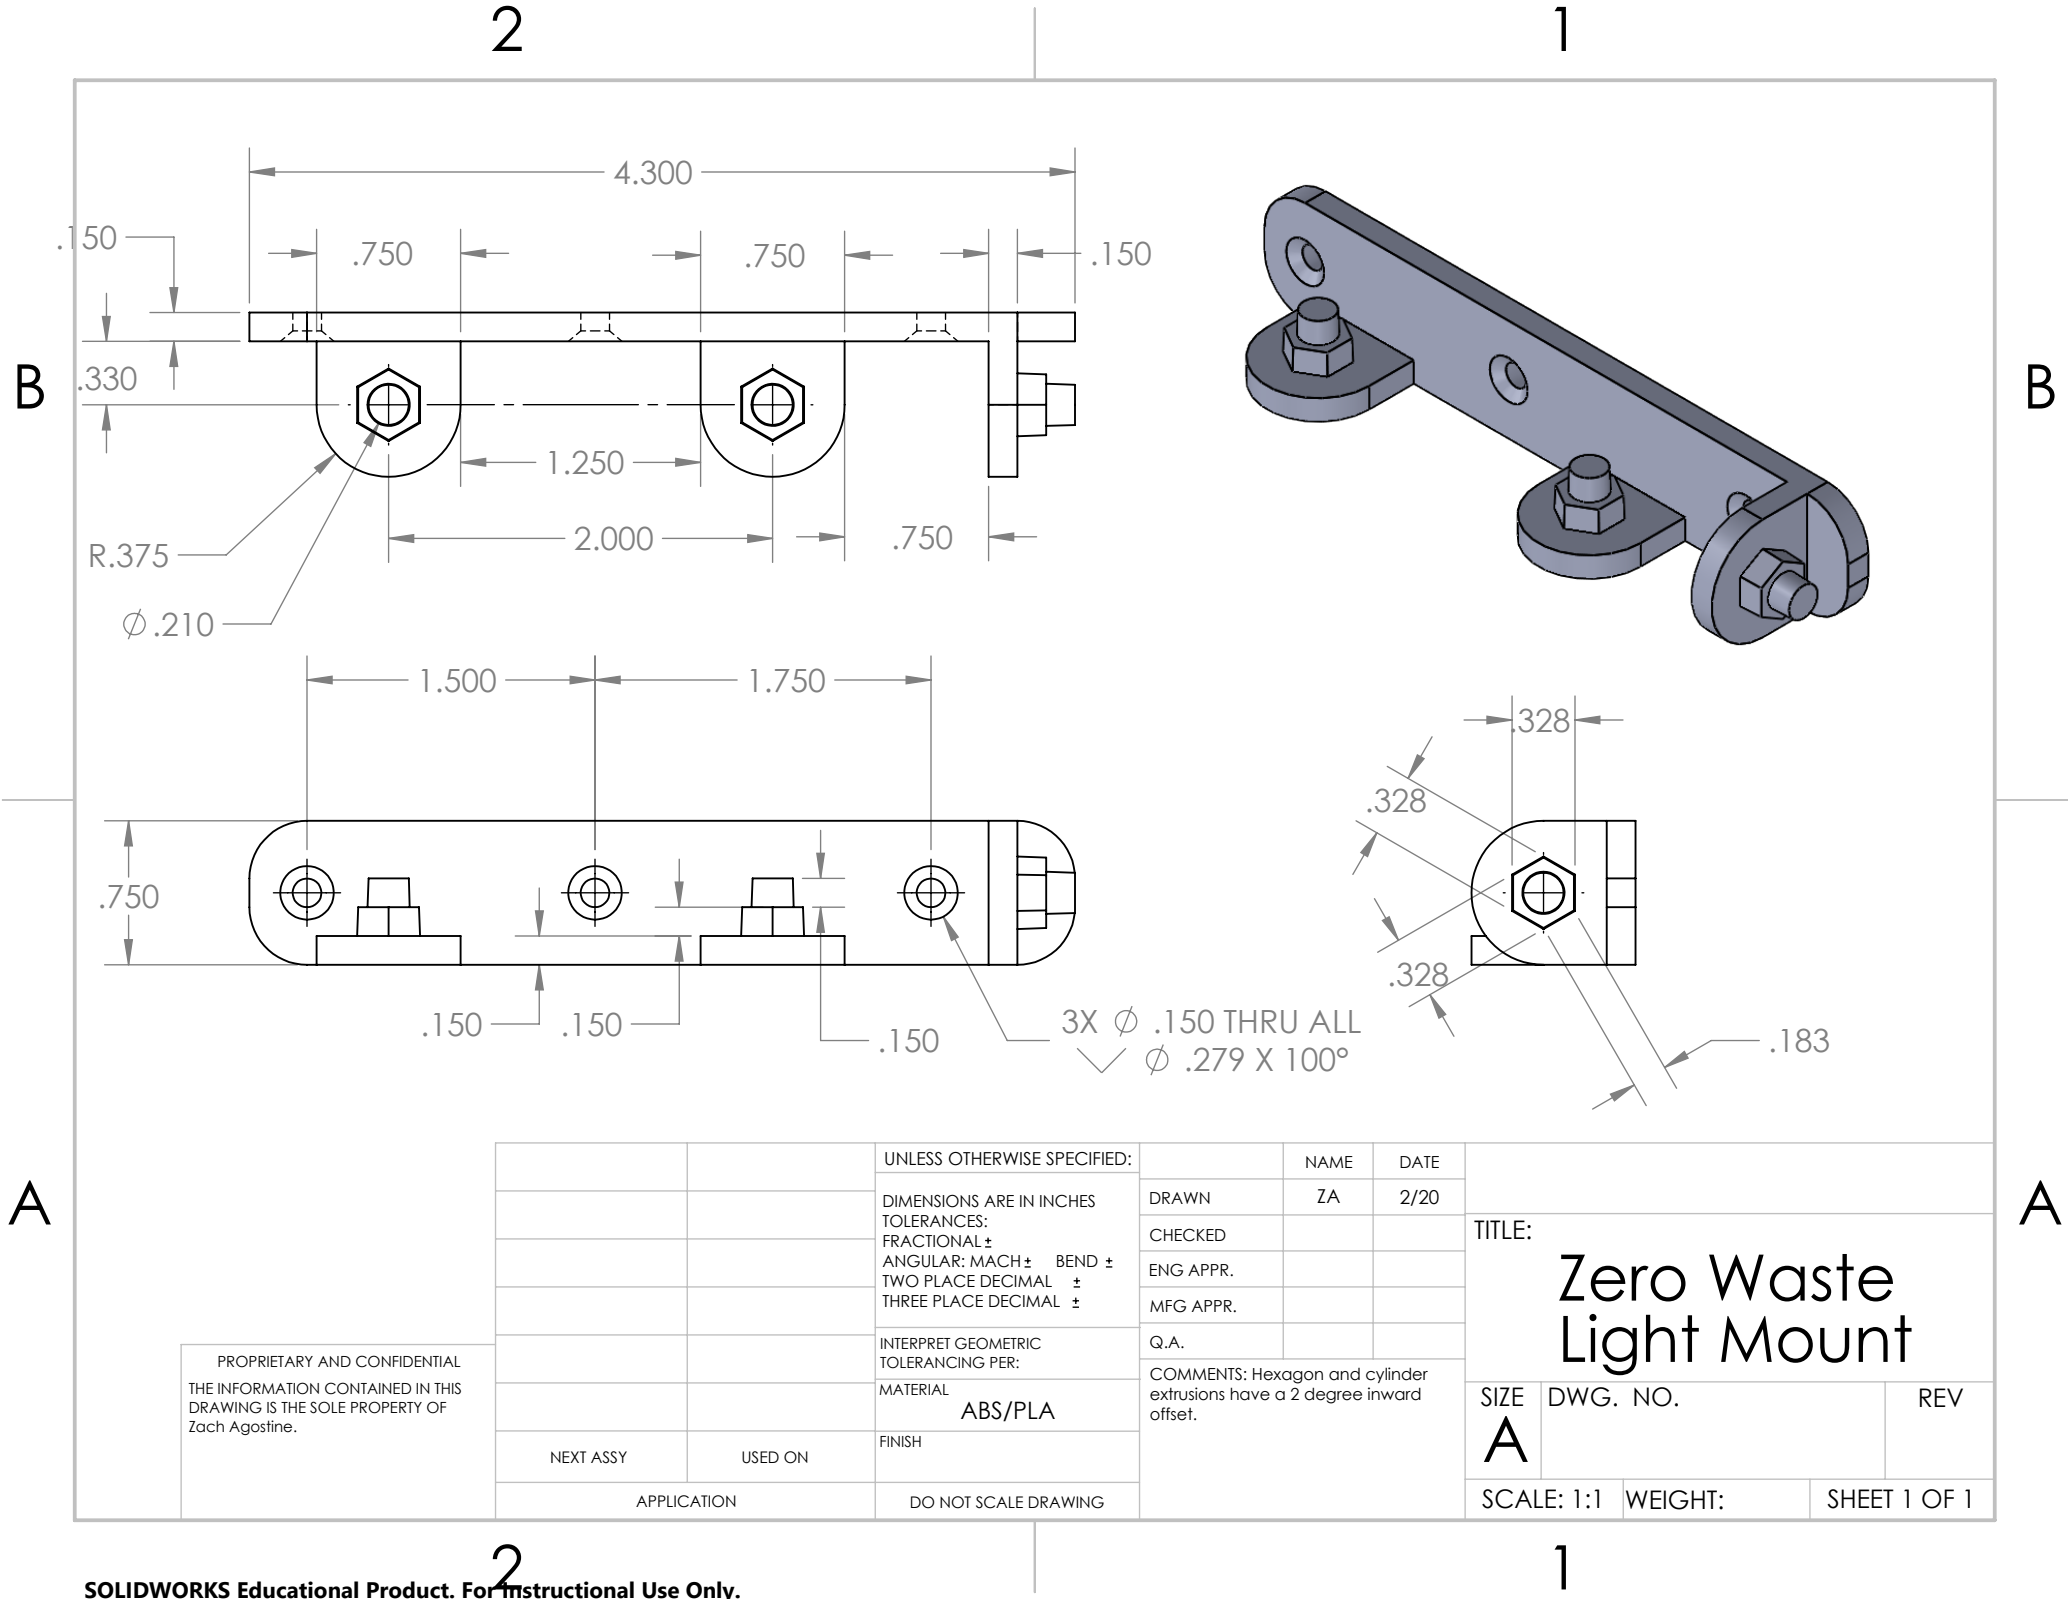 2
1
4.300
.150
.750
.750
.150
B
.330
B
1.250
R.375
2.000
.750
Ø.210
1.500
1.750
.328
.328
.750
.328
.150
.150
.150
3X Ø .150 THRU ALL
Ø .279 X 100°
.183
A
A
UNLESS OTHERWISE SPECIFIED:
DIMENSIONS ARE IN INCHES
TOLERANCES:
FRACTIONAL ±
ANGULAR: MACH ± BEND ±
TWO PLACE DECIMAL ±
THREE PLACE DECIMAL ±
INTERPRET GEOMETRIC
TOLERANCING PER:
MATERIAL
ABS/PLA
FINISH
DO NOT SCALE DRAWING
NAME DATE
DRAWN ZA 2/20
CHECKED
ENG APPR.
MFG APPR.
Q.A.
COMMENTS: Hexagon and cylinder
extrusions have a 2 degree inward
offset.
TITLE:
Zero Waste
Light Mount
SIZE DWG. NO. REV
A
SCALE: 1:1 WEIGHT: SHEET 1 OF 1
PROPRIETARY AND CONFIDENTIAL
THE INFORMATION CONTAINED IN THIS
DRAWING IS THE SOLE PROPERTY OF
Zach Agostine.
NEXT ASSY USED ON
APPLICATION
2
1
SOLIDWORKS Educational Product. For Instructional Use Only.